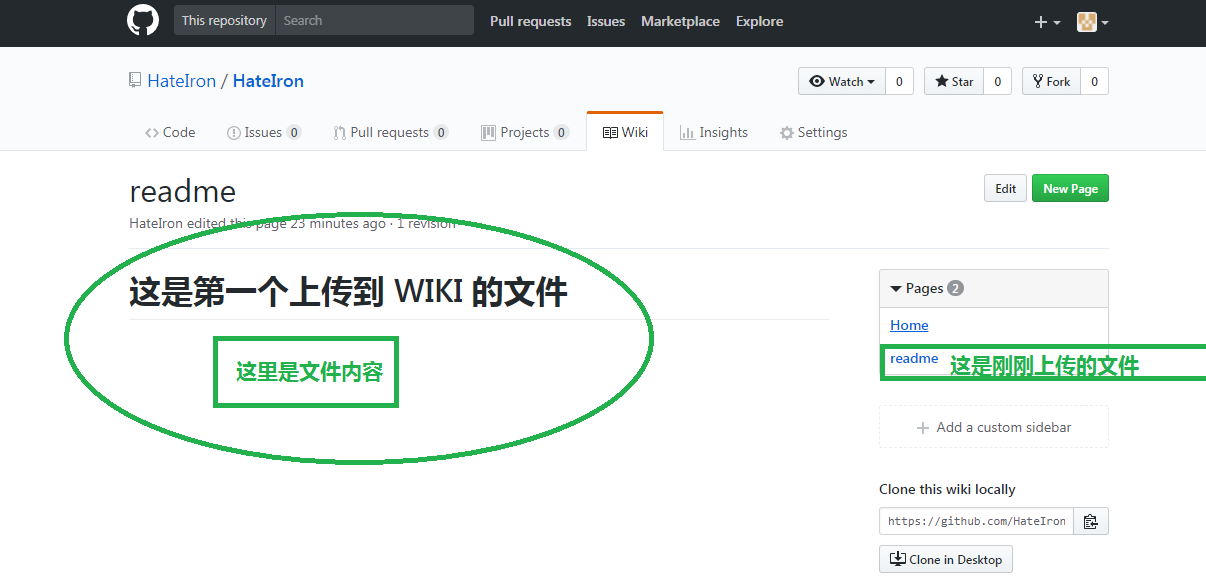 This repository Search Pull requests Issues Marketplace Explore
HateIron / HateIron Watch 0 Star 0 Fork 0
Code Issues 0 Pull requests 0 Projects 0 Wiki Insights Settings
readme Edit New Page
HateIron edited this page 23 minutes ago · 1 revision
这是第一个上传到 WIKI 的文件
这里是文件内容
Pages 2
Home
readme 这是刚刚上传的文件
Add a custom sidebar
Clone this wiki locally
https://github.com/HateIron
Clone in Desktop